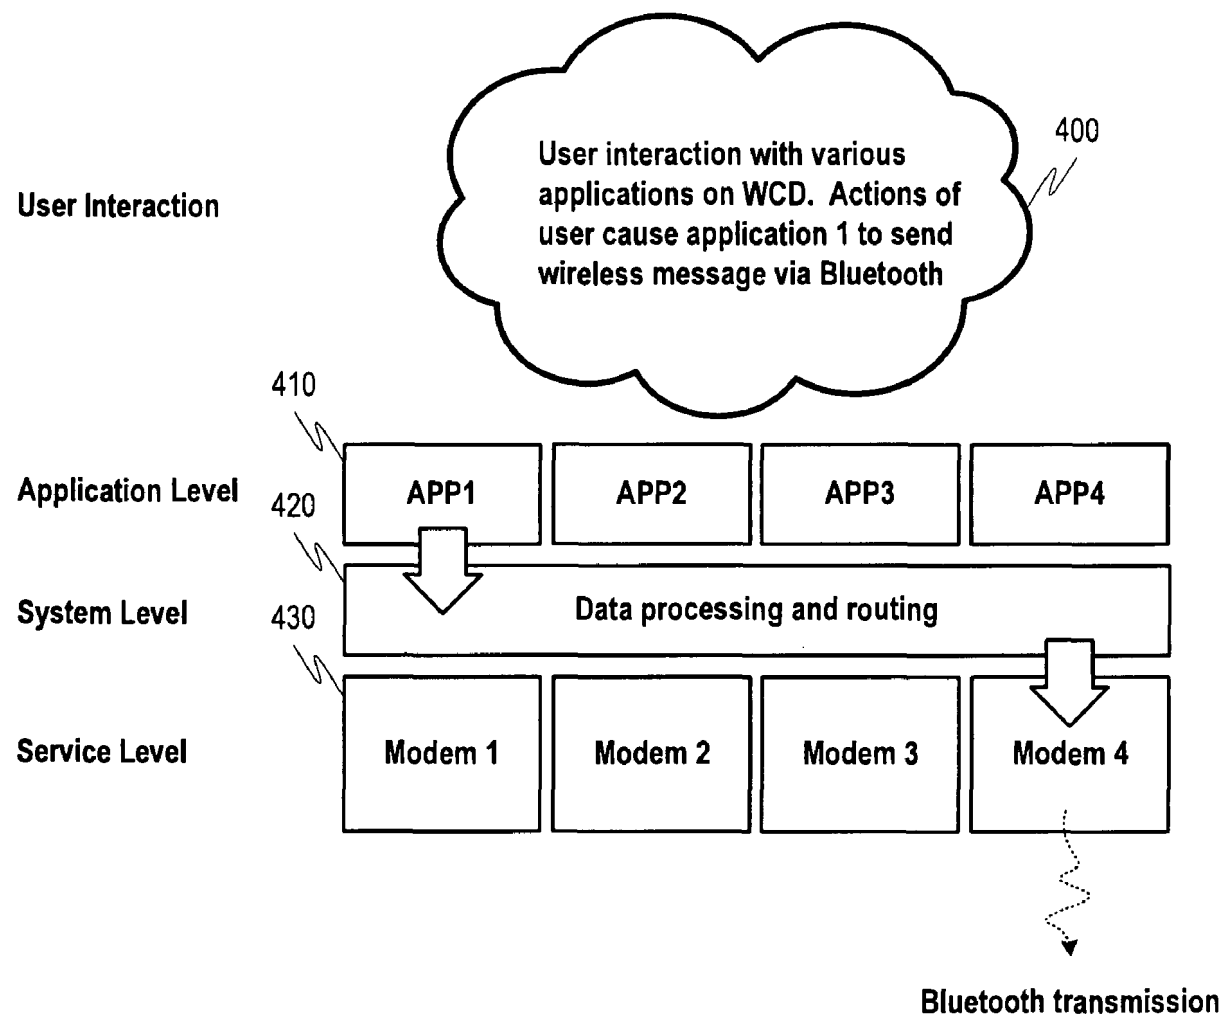 400
User interaction with various
applications on WCD. Actions of
user cause application 1 to send
wireless message via Bluetooth
User Interaction
410
Application Level
APP1
APP2
APP3
APP4
420
System Level
Data processing and routing
430
Service Level
Modem 1
Modem 2
Modem 3
Modem 4
Bluetooth transmission